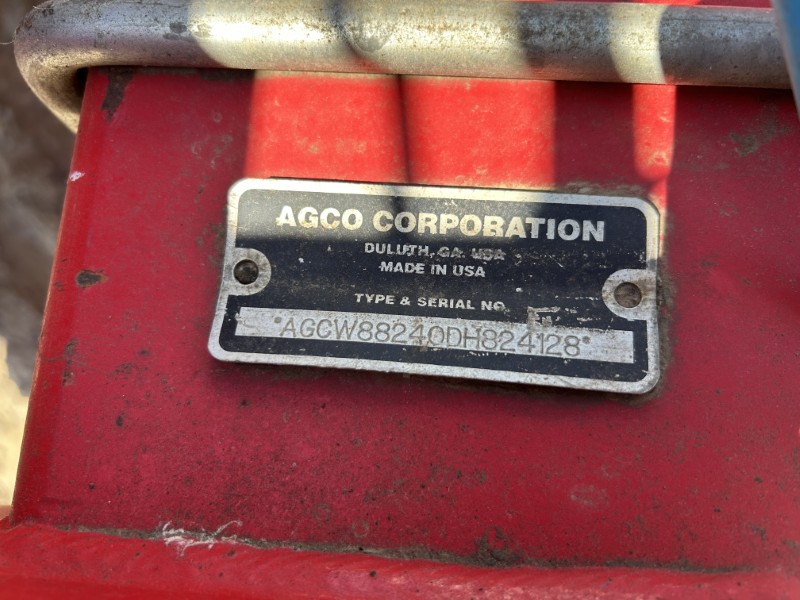 AGCO CORPORATION
DULUTH, GA. USA
MADE IN USA
TYPE & SERIAL NO.
*AGCW88240DH824128*